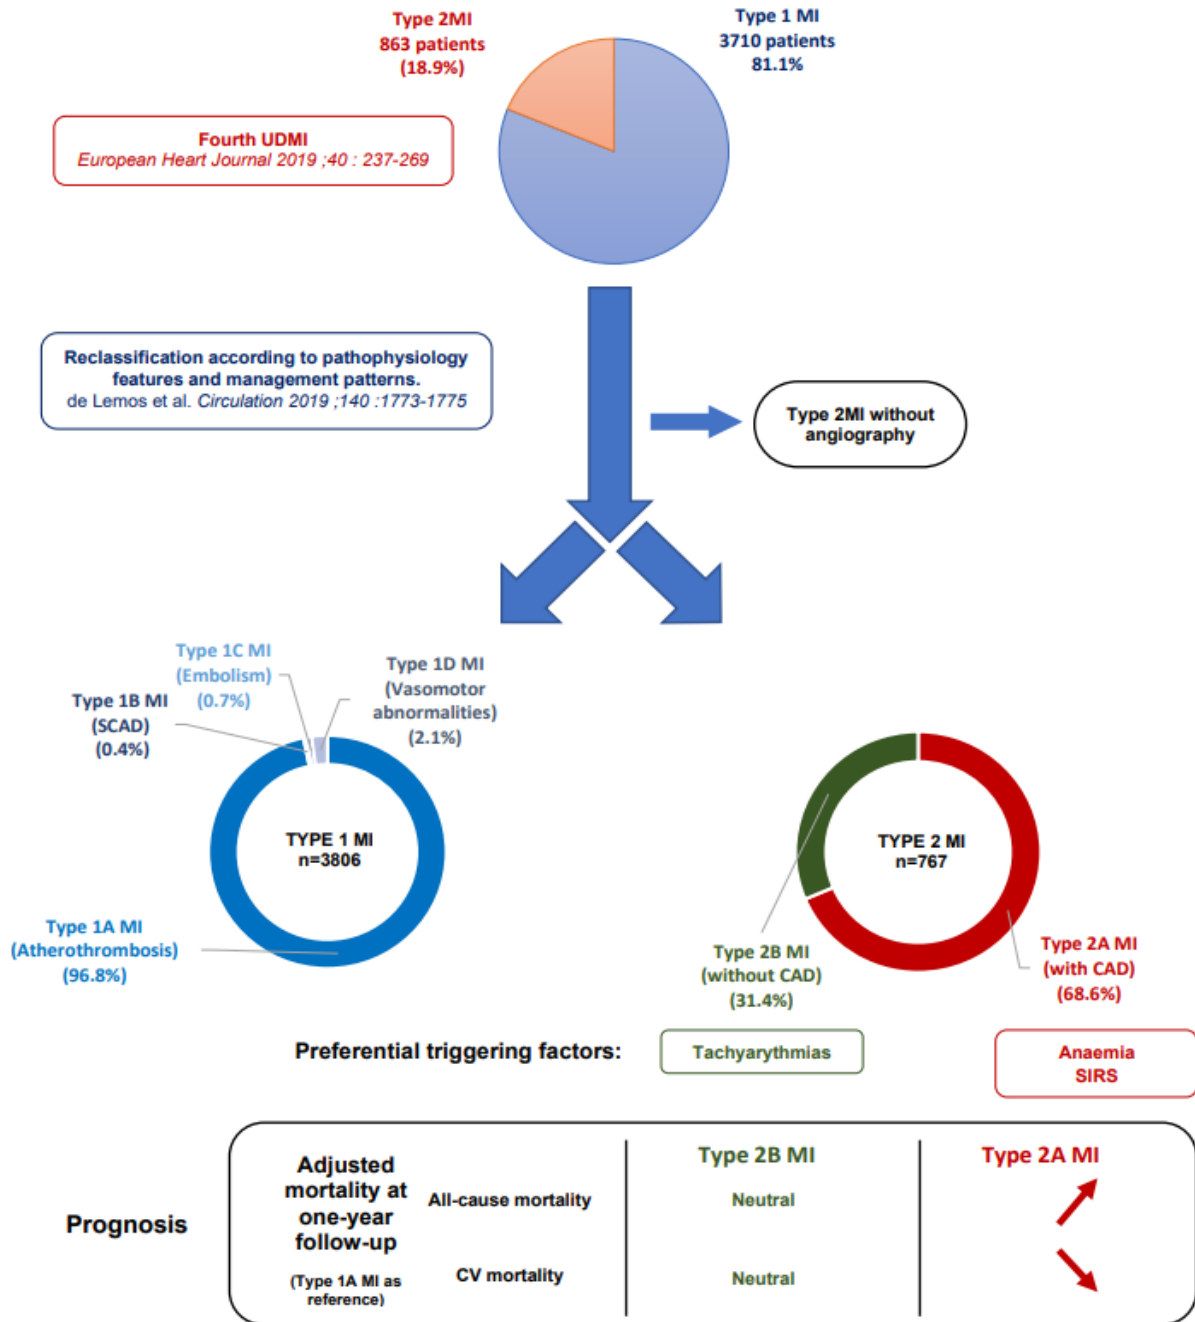 Type 2MI
863 patients
(18.9%)
Type 1 MI
3710 patients
81.1%
Fourth UDMI
European Heart Journal 2019 ;40 : 237-269
Reclassification according to pathophysiology
features and management patterns.
de Lemos et al. Circulation 2019 ;140 :1773-1775
Type 2MI without
angiography
Type 1C MI
(Embolism)
(0.7%)
Type 1D MI
(Vasomotor
abnormalities)
(2.1%)
Type 1B MI
(SCAD)
(0.4%)
TYPE 1 MI
n=3806
TYPE 2 MI
n=767
Type 1A MI
(Atherothrombosis)
(96.8%)
Type 2B MI
(without CAD)
(31.4%)
Type 2A MI
(with CAD)
(68.6%)
Preferential triggering factors:
Tachyarythmias
Anaemia
SIRS
Prognosis
Adjusted
mortality at
one-year
follow-up
(Type 1A MI as
reference)
All-cause mortality
CV mortality
Type 2B MI
Neutral
Neutral
Type 2A MI